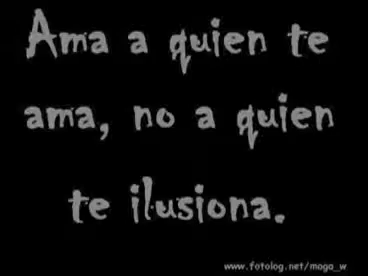 Ama a quien te
ama, no a quien
te ilusiona.
www.fotolog.net/mogo_w